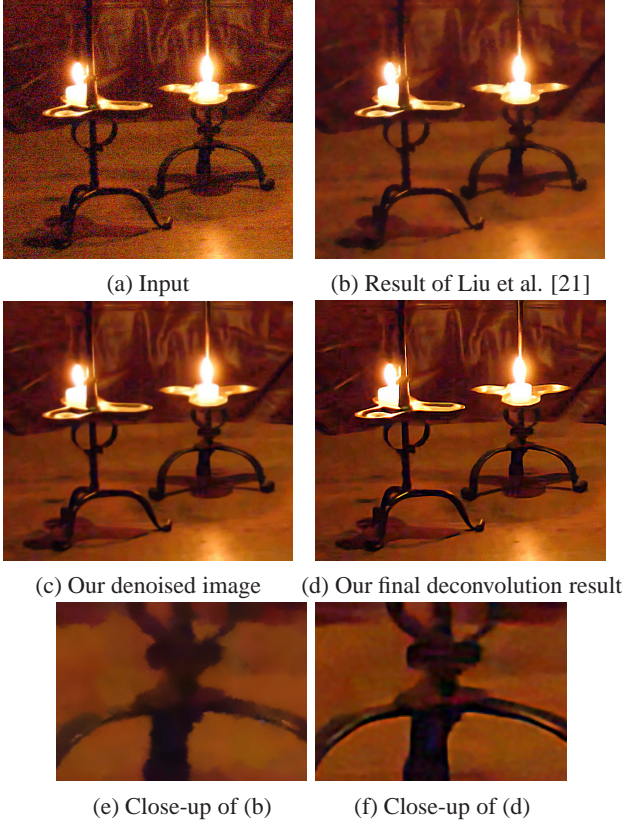 (a) Input
(b) Result of Liu et al. [21]
(c) Our denoised image
(d) Our final deconvolution result
(e) Close-up of (b)
(f) Close-up of (d)